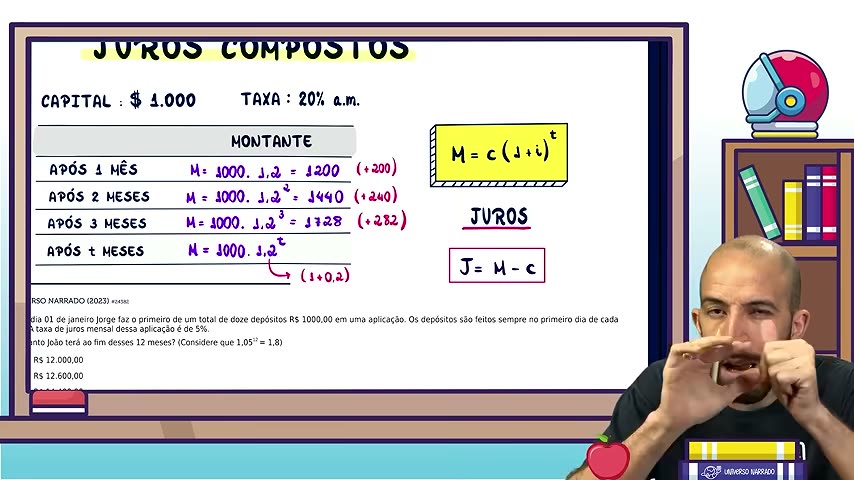 JUROS COMPOSTOS
CAPITAL : $ 1.000 TAXA : 20% a.m.
MONTANTE
APÓS 1 MÊS M = 1000. 1,2 = 1200 (+200)
APÓS 2 MESES M = 1000. 1,2² = 1440 (+240)
APÓS 3 MESES M = 1000. 1,2³ = 1728 (+282)
APÓS t MESES M = 1000. 1,2ᵗ
(1+0,2)
M = C (1+i)ᵗ
JUROS
J = M - C
RSO NARRADO (2023) #24581
dia 01 de janeiro Jorge faz o primeiro de um total de doze depósitos R$ 1000,00 em uma aplicação. Os depósitos são feitos sempre no primeiro dia de cada
A taxa de juros mensal dessa aplicação é de 5%.
anto João terá ao fim desses 12 meses? (Considere que 1,05¹² = 1,8)
R$ 12.000,00
R$ 12.600,00
UNIVERSO NARRADO